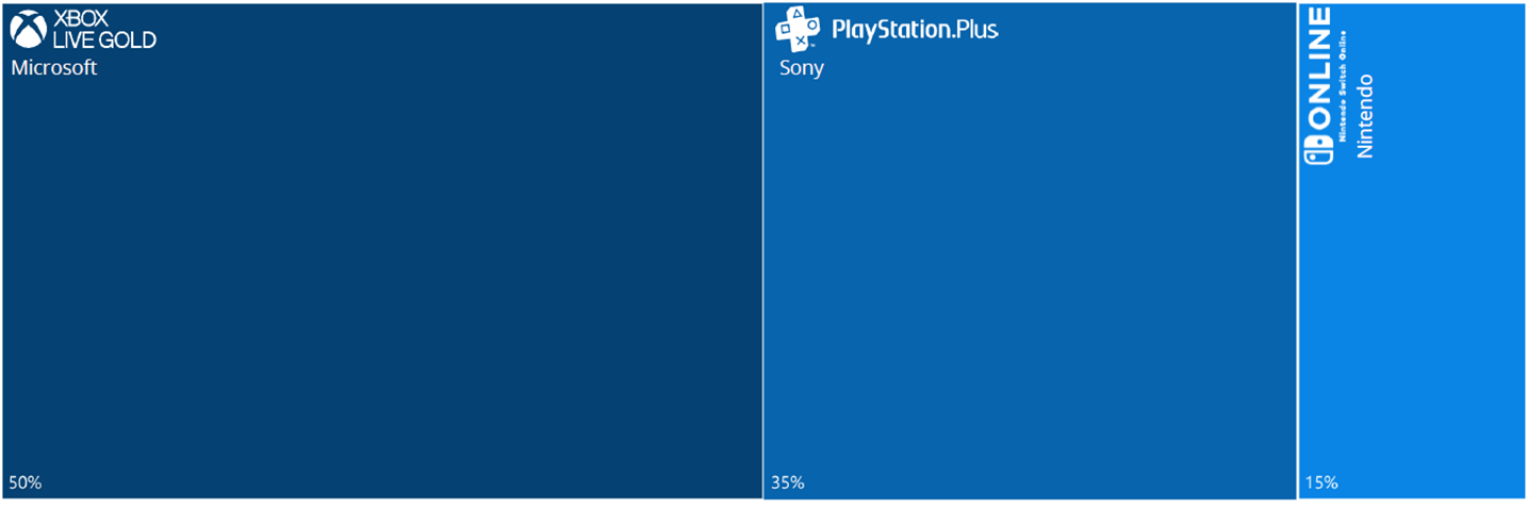 XBOX
LIVE GOLD
Microsoft
50%
PlayStation.Plus
Sony
35%
ONLINE
Nintendo Switch Online
Nintendo
15%